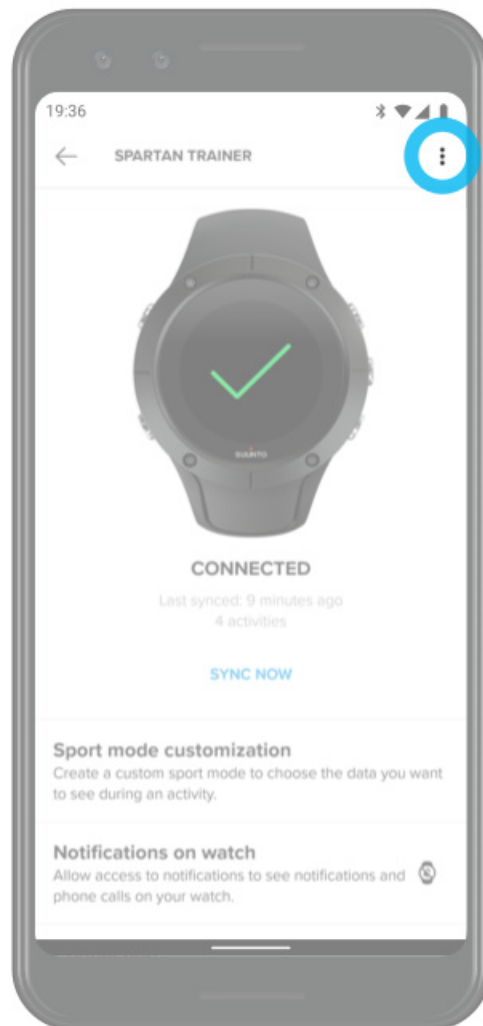 19:36
SPARTAN TRAINER
SUUNTO
CONNECTED
Last synced: 9 minutes ago
4 activities
SYNC NOW
Sport mode customization
Create a custom sport mode to choose the data you want
to see during an activity.
Notifications on watch
Allow access to notifications to see notifications and
phone calls on your watch.